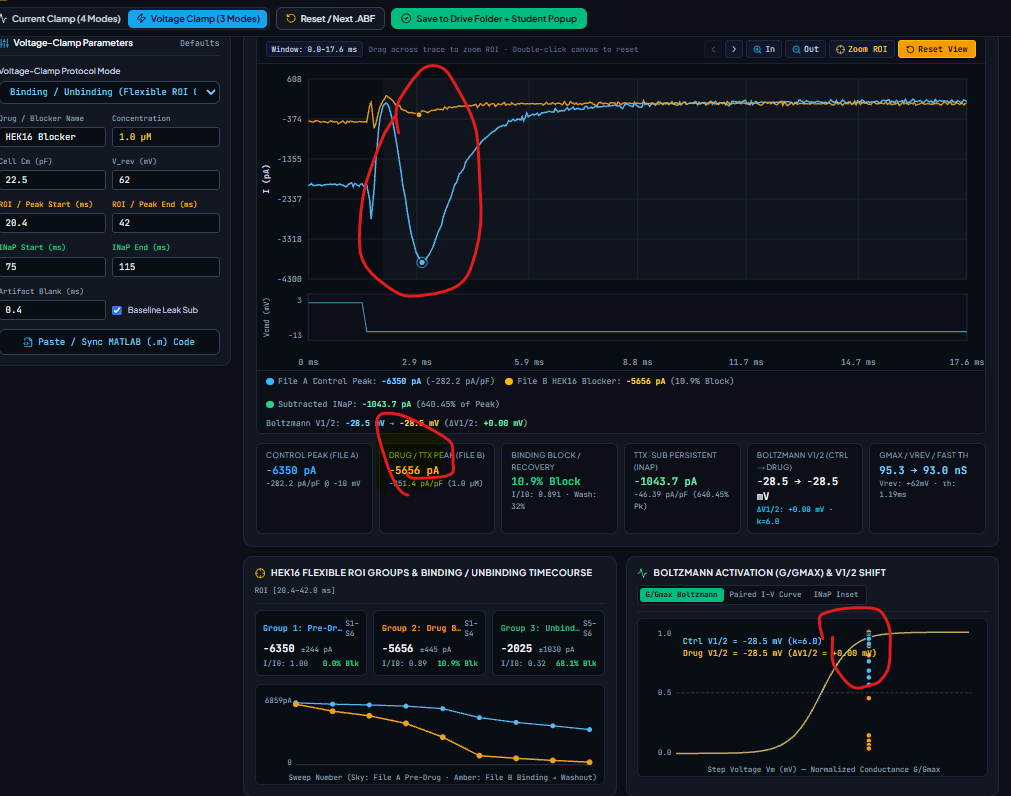 Current Clamp (4 Modes)
Voltage Clamp (3 Modes)
Reset / Next .ABF
Save to Drive Folder + Student Popup
Voltage-Clamp Parameters
Defaults
Voltage-Clamp Protocol Mode
Binding / Unbinding (Flexible ROI (
Drug / Blocker Name
Concentration
HEK16 Blocker
1.0 µM
Cell Cm (pF)
V_rev (mV)
22.5
62
ROI / Peak Start (ms)
ROI / Peak End (ms)
20.4
42
INaP Start (ms)
INaP End (ms)
75
115
Artifact Blank (ms)
0.4
Baseline Leak Sub
Paste / Sync MATLAB (.m) Code
Window: 0.0-17.6 ms
Drag across trace to zoom ROI · Double-click canvas to reset
In
Out
Zoom ROI
Reset View
608
-374
-1355
-2337
-3318
-4300
I (pA)
3
-13
Vcmd (mV)
0 ms
2.9 ms
5.9 ms
8.8 ms
11.7 ms
14.7 ms
17.6 ms
File A Control Peak: -6350 pA (-282.2 pA/pF)
File B HEK16 Blocker: -5656 pA (10.9% Block)
Subtracted INaP: -1043.7 pA (640.45% of Peak)
Boltzmann V1/2: -28.5 mV → -28.5 mV (ΔV1/2: +0.00 mV)
CONTROL PEAK (FILE A)
-6350 pA
-282.2 pA/pF @ -10 mV
DRUG / TTX PEAK (FILE B)
-5656 pA
-251.4 pA/pF (1.0 µM)
BINDING BLOCK /
RECOVERY
10.9% Block
I/I0: 0.891 · Wash:
32%
TTX-SUB PERSISTENT
(INAP)
-1043.7 pA
-46.39 pA/pF (640.45%
Pk)
BOLTZMANN V1/2 (CTRL
→ DRUG)
-28.5 → -28.5
mV
ΔV1/2: +0.00 mV ·
k=6.0
GMAX / VREV / FAST TH
95.3 → 93.0 nS
Vrev: +62mV · τh:
1.19ms
HEK16 FLEXIBLE ROI GROUPS & BINDING / UNBINDING TIMECOURSE
ROI [20.4-42.0 ms]
Group 1: Pre-Dr…
S1-
S6
-6350 ±244 pA
I/I0: 1.00
0.0% Blk
Group 2: Drug B…
S1-
S4
-5656 ±445 pA
I/I0: 0.89
10.9% Blk
Group 3: Unbind…
S5-
S6
-2025 ±1030 pA
I/I0: 0.32
68.1% Blk
6859pA
0
Sweep Number (Sky: File A Pre-Drug · Amber: File B Binding → Washout)
BOLTZMANN ACTIVATION (G/GMAX) & V1/2 SHIFT
G/Gmax Boltzmann
Paired I-V Curve
INaP Inset
1.0
0.5
0.0
Ctrl V1/2 = -28.5 mV (k=6.0)
Drug V1/2 = -28.5 mV (ΔV1/2 = +0.00 mV)
Step Voltage Vm (mV) — Normalized Conductance G/Gmax